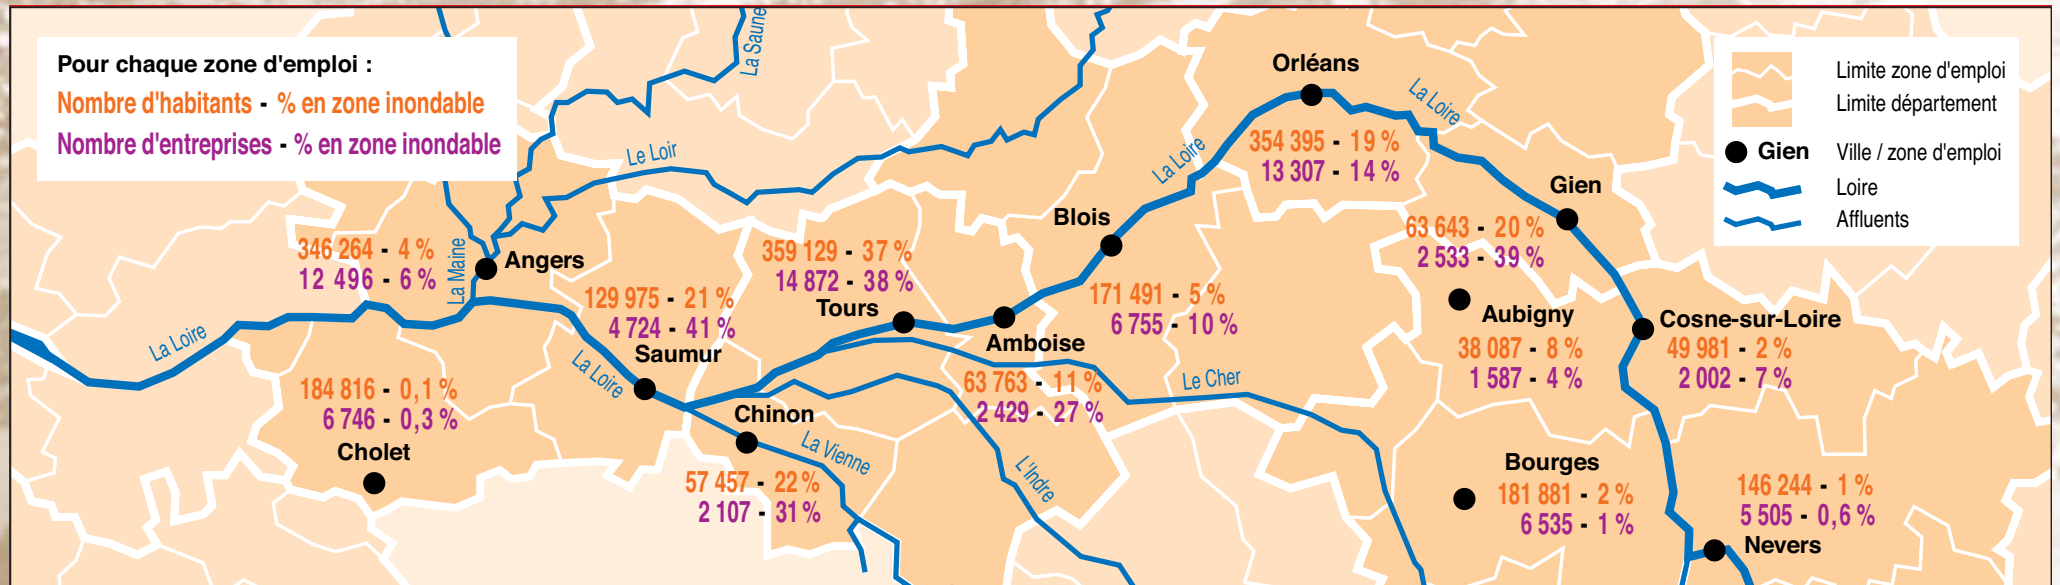 Pour chaque zone d'emploi :
Nombre d'habitants - % en zone inondable
Nombre d'entreprises - % en zone inondable
Limite zone d'emploi
Limite département
Gien Ville / zone d'emploi
Loire
Affluents
La Saune
Le Loir
La Maine
La Loire
La Loire
La Loire
La Loire
La Vienne
L'Indre
Le Cher
Angers
346 264 - 4 %
12 496 - 6 %
Cholet
184 816 - 0,1 %
6 746 - 0,3 %
129 975 - 21 %
4 724 - 41 %
Saumur
Chinon
57 457 - 22 %
2 107 - 31 %
359 129 - 37 %
14 872 - 38 %
Tours
Amboise
63 763 - 11 %
2 429 - 27 %
Blois
171 491 - 5 %
6 755 - 10 %
Orléans
354 395 - 19 %
13 307 - 14 %
Gien
63 643 - 20 %
2 533 - 39 %
Aubigny
38 087 - 8 %
1 587 - 4 %
Cosne-sur-Loire
49 981 - 2 %
2 002 - 7 %
Bourges
181 881 - 2 %
6 535 - 1 %
146 244 - 1 %
5 505 - 0,6 %
Nevers